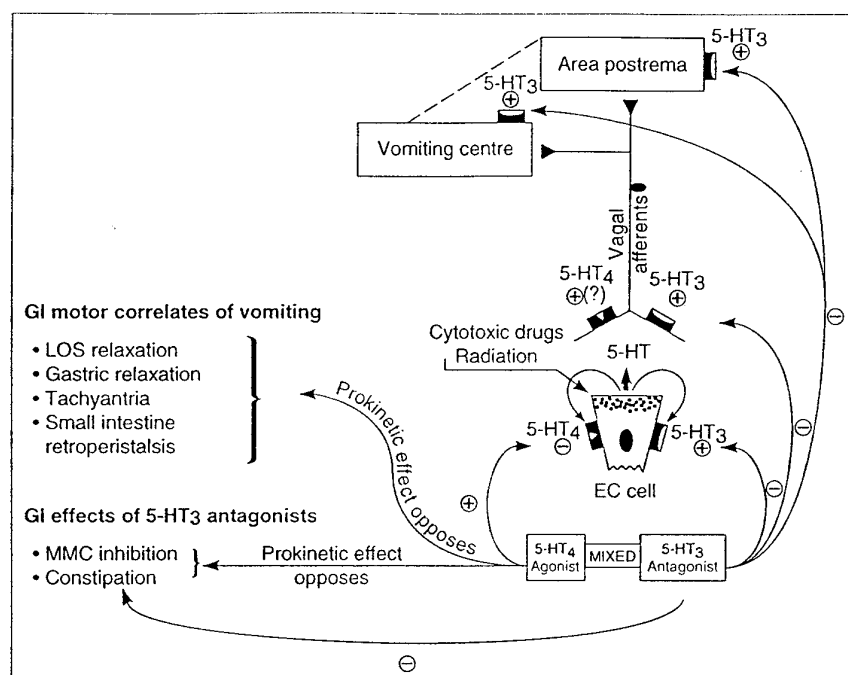 5-HT3
⊕
Area postrema
5-HT3
⊕
Vomiting centre
Vagal
afferents
5-HT4
⊕(?)
5-HT3
⊕
GI motor correlates of vomiting
• LOS relaxation
• Gastric relaxation
• Tachyantria
• Small intestine
retroperistalsis
Cytotoxic drugs
Radiation
5-HT
5-HT4
⊖
5-HT3
⊕
EC cell
⊖
⊖
⊖
⊕
Prokinetic effect
opposes
GI effects of 5-HT3 antagonists
• MMC inhibition
• Constipation
Prokinetic effect
opposes
5-HT4
Agonist
MIXED
5-HT3
Antagonist
⊖